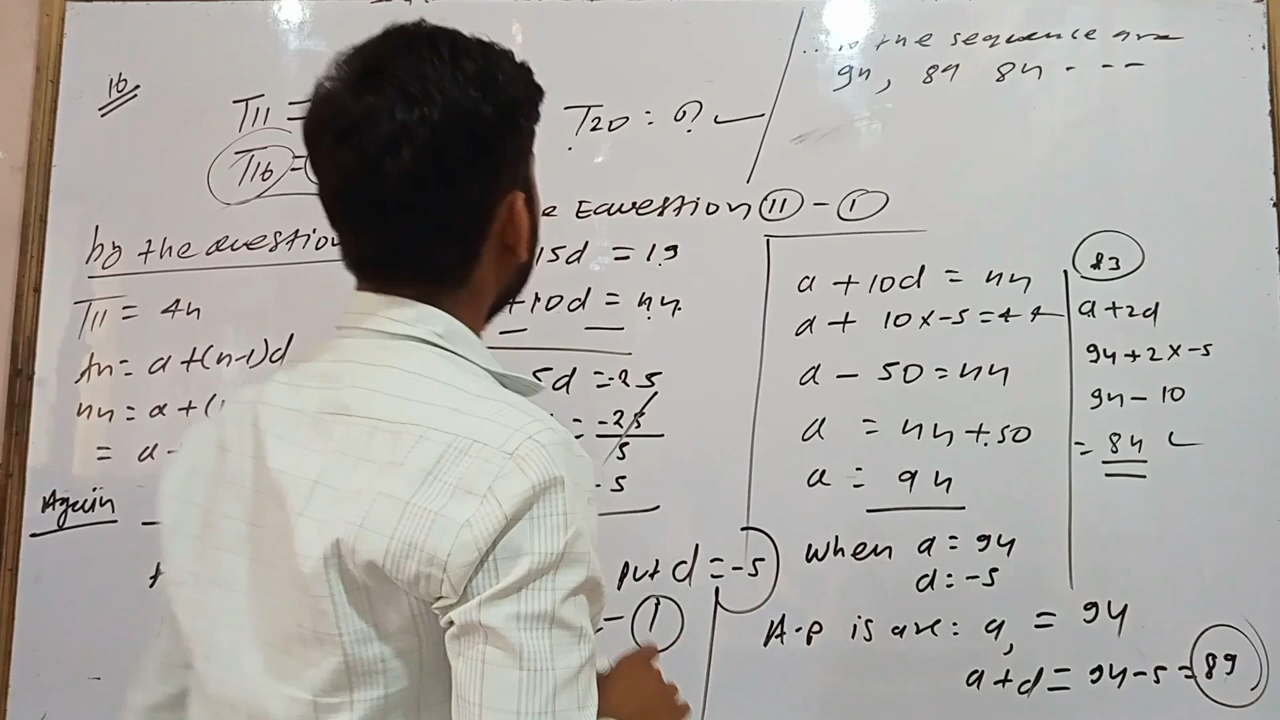 16
T11 =
T16 =
T20 = ?
by the question
T11 = 44
tn = a + (n-1)d
44 = a + (
= a -
Again
Equestion (11) - (1)
15d = 19
+10d = 44
5d = -25
= -25
5
- 5
put d = -5
- (1)
a + 10d = 44
a + 10 x -5 = 44
a - 50 = 44
a = 44 + 50
a = 94
when a = 94
d = -5
A.P is are: a, = 94
a + d = 94 - 5 = 89
the sequence are
94, 89 84 - - -
a + 2d
94 + 2 x -5
94 - 10
= 84